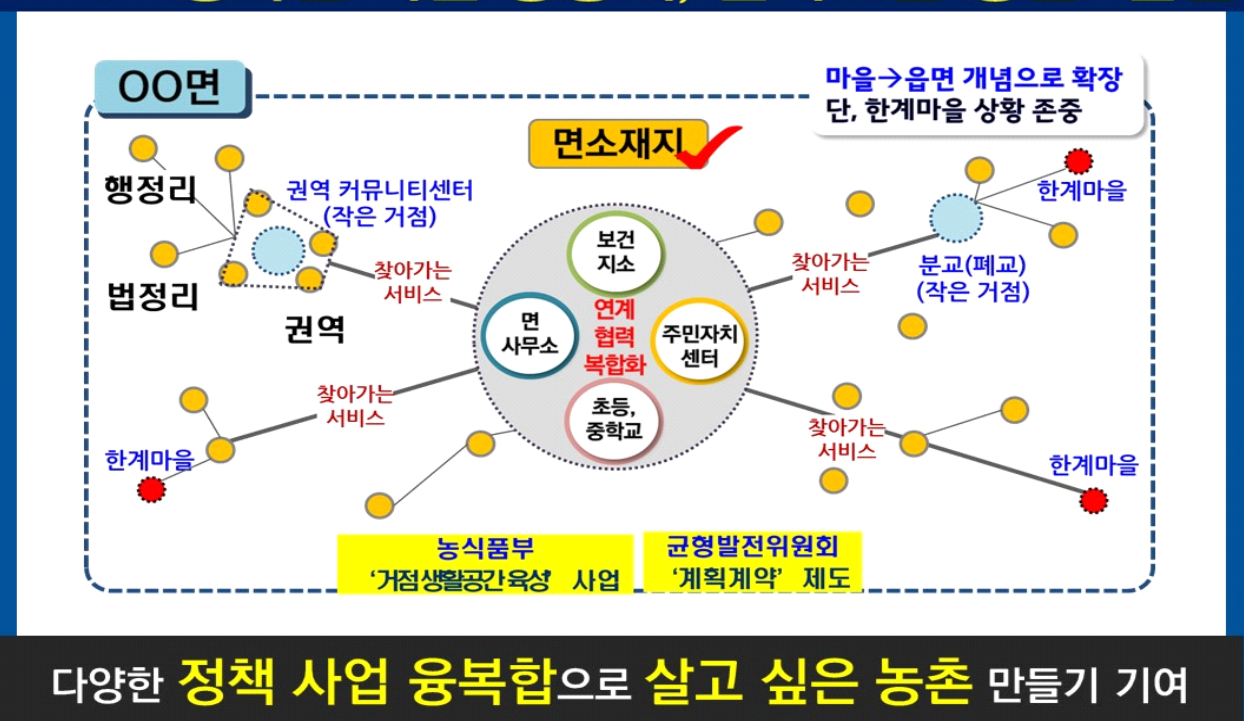 OO면
마을→읍면 개념으로 확장
단, 한계마을 상황 존중
면소재지
행정리
권역 커뮤니티센터
(작은 거점)
법정리
권역
찾아가는
서비스
보건
지소
면
사무소
연계
협력
복합화
주민자치
센터
초등,
중학교
찾아가는
서비스
한계마을
분교(폐교)
(작은 거점)
찾아가는
서비스
한계마을
찾아가는
서비스
한계마을
농식품부
‘거점생활공간 육성’ 사업
균형발전위원회
‘계획계약’ 제도
다양한 정책 사업 융복합으로 살고 싶은 농촌 만들기 기여